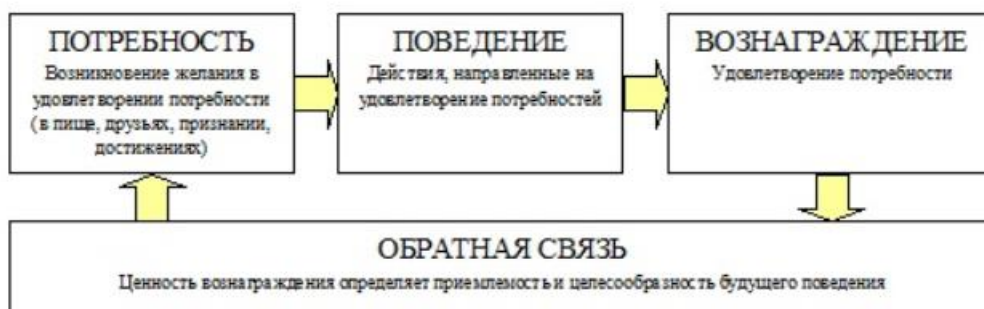 ПОТРЕБНОСТЬ
Возникновение желания в
удовлетворении потребности
( в пище, друзьях, признании,
достижениях)
ПОВЕДЕНИЕ
Действия, направленные на
удовлетворение потребностей
ВОЗНАГРАЖДЕНИЕ
Удовлетворение потребности
ОБРАТНАЯ СВЯЗЬ
Ценность вознаграждения определяет приемлемость и целесообразность будущего поведения